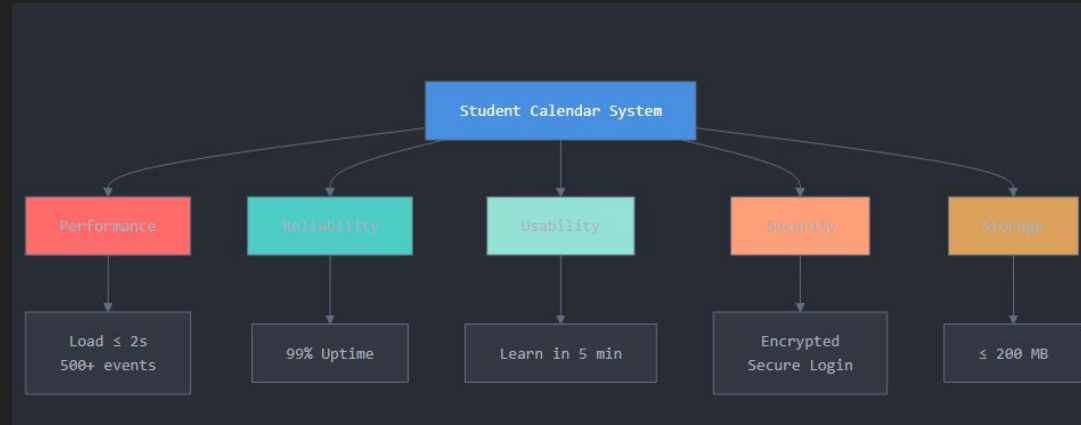 Student Calendar System
Performance
Reliability
Usability
Security
Storage
Load ≤ 2s
500+ events
99% Uptime
Learn in 5 min
Encrypted
Secure Login
≤ 200 MB